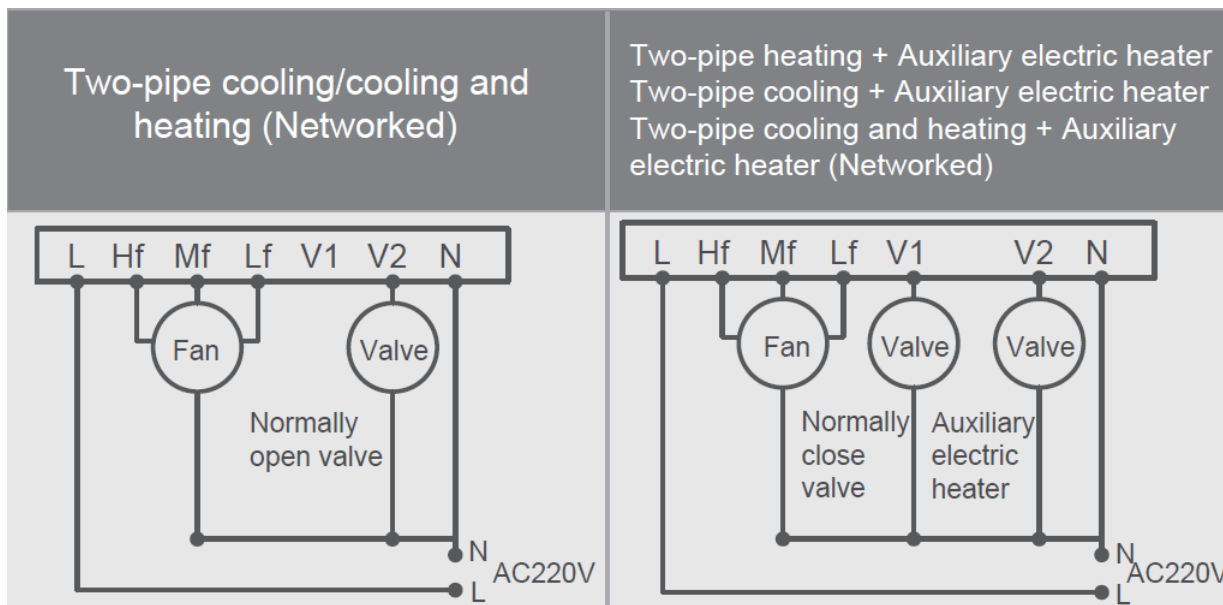 Two-pipe cooling/cooling and
heating (Networked)
Two-pipe heating + Auxiliary electric heater
Two-pipe cooling + Auxiliary electric heater
Two-pipe cooling and heating + Auxiliary
electric heater (Networked)
L Hf Mf Lf V1 V2 N
Fan Valve
Normally
open valve
N
AC220V
L
L Hf Mf Lf V1 V2 N
Fan Valve Valve
Normally
close
valve
Auxiliary
electric
heater
N
AC220V
L